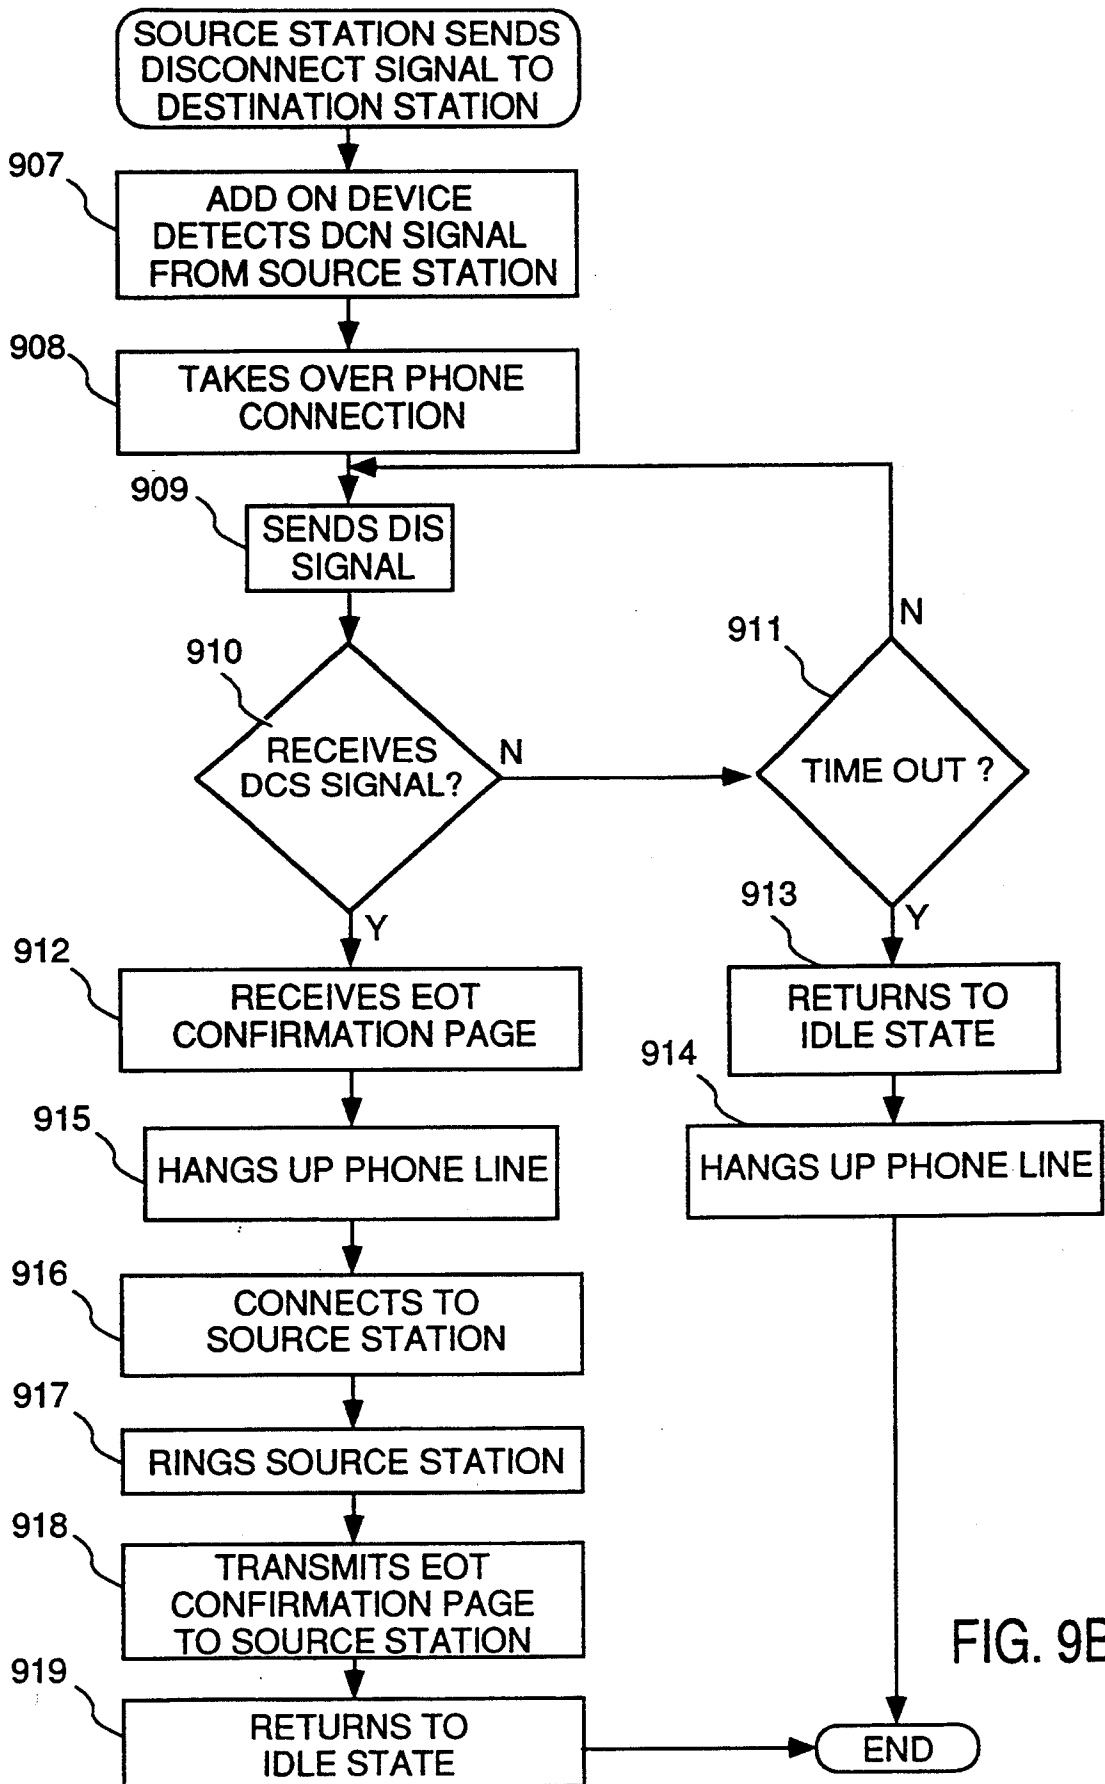 SOURCE STATION SENDS
DISCONNECT SIGNAL TO
DESTINATION STATION
907
ADD ON DEVICE
DETECTS DCN SIGNAL
FROM SOURCE STATION
908
TAKES OVER PHONE
CONNECTION
909
SENDS DIS
SIGNAL
910
RECEIVES
DCS SIGNAL?
N
Y
911
TIME OUT ?
N
Y
912
RECEIVES EOT
CONFIRMATION PAGE
913
RETURNS TO
IDLE STATE
914
HANGS UP PHONE LINE
915
HANGS UP PHONE LINE
916
CONNECTS TO
SOURCE STATION
917
RINGS SOURCE STATION
918
TRANSMITS EOT
CONFIRMATION PAGE
TO SOURCE STATION
919
RETURNS TO
IDLE STATE
END
FIG. 9B